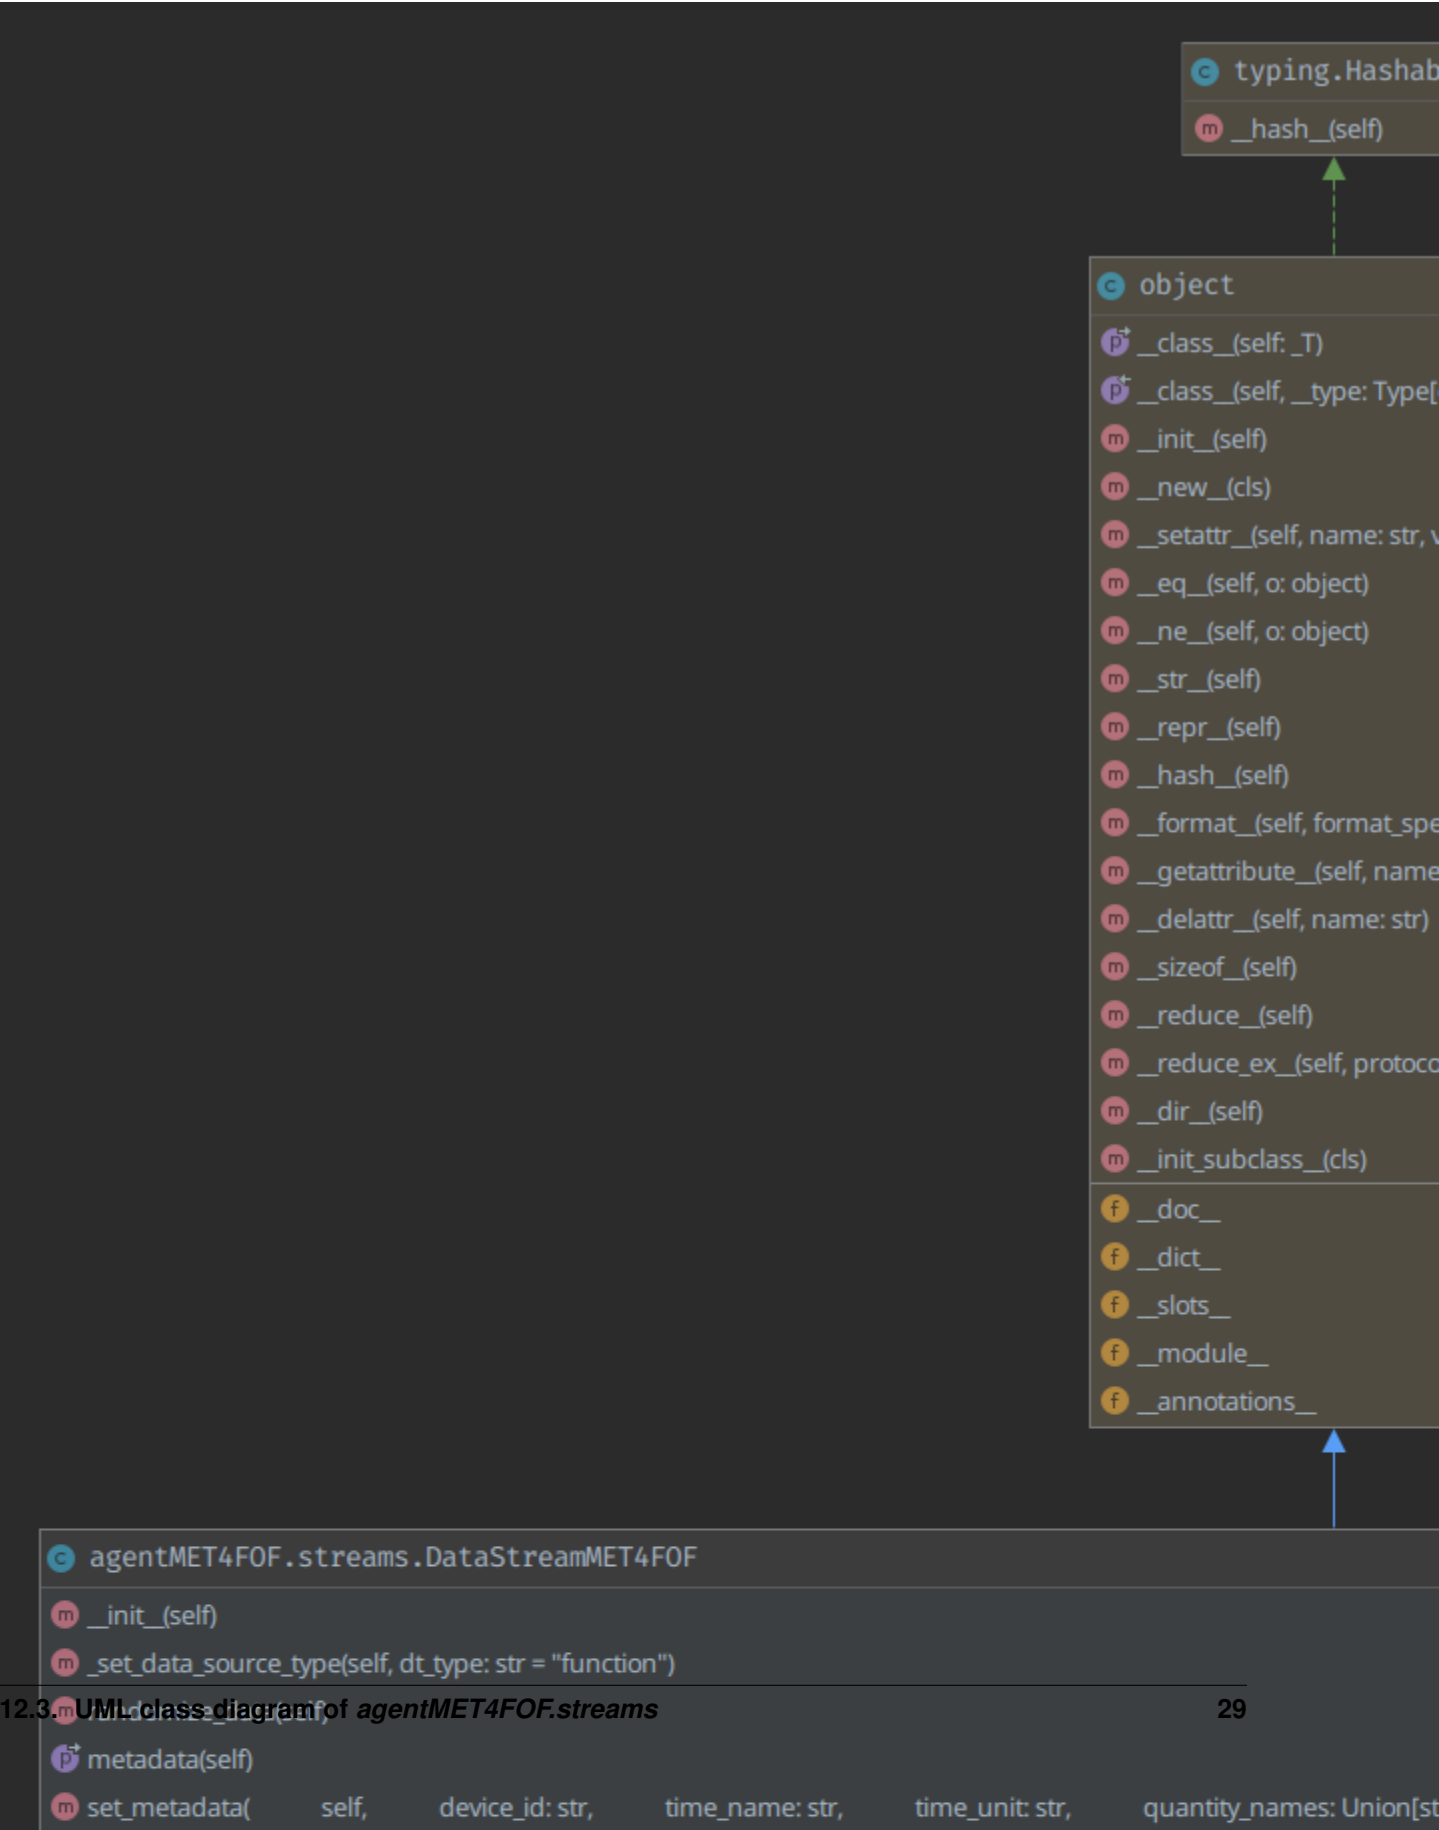 typing.Hashab
__hash__(self)
object
__class__(self: _T)
__class__(self, __type: Type[
__init__(self)
__new__(cls)
__setattr__(self, name: str, v
__eq__(self, o: object)
__ne__(self, o: object)
__str__(self)
__repr__(self)
__hash__(self)
__format__(self, format_spe
__getattribute__(self, name
__delattr__(self, name: str)
__sizeof__(self)
__reduce__(self)
__reduce_ex__(self, protoco
__dir__(self)
__init_subclass__(cls)
__doc__
__dict__
__slots__
__module__
__annotations__
agentMET4FOF.streams.DataStreamMET4FOF
__init__(self)
_set_data_source_type(self, dt_type: str = "function")
randomize_data(self)
12.3. UML class diagram of agentMET4FOF.streams 29
metadata(self)
set_metadata( self, device_id: str, time_name: str, time_unit: str, quantity_names: Union[st